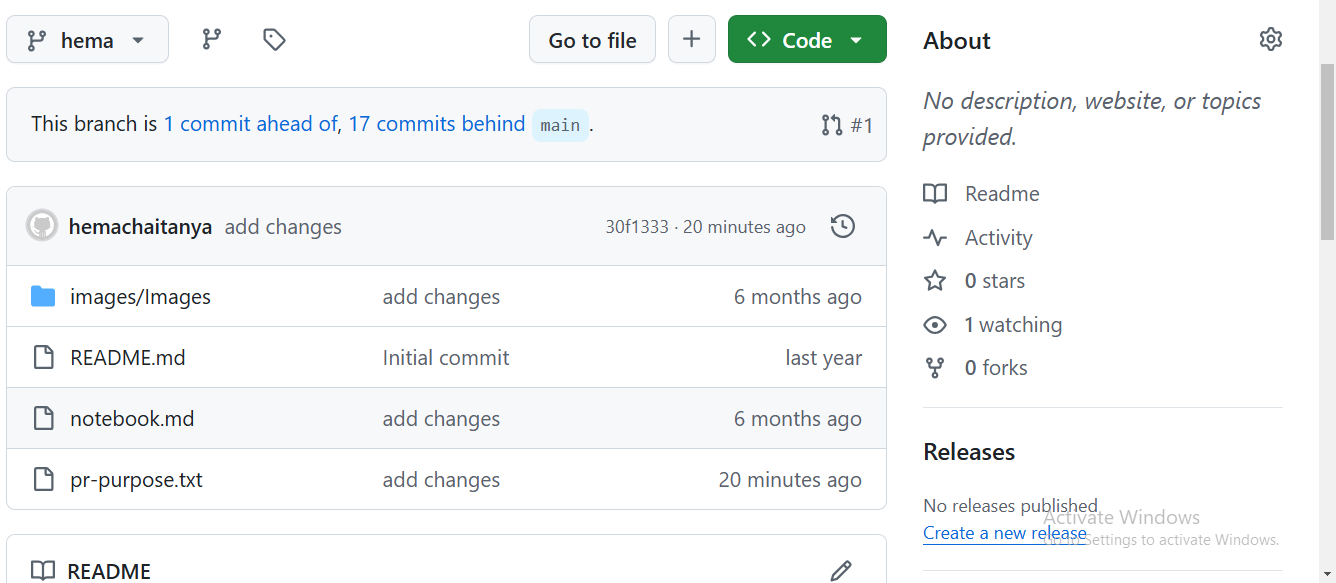 hema
Go to file
Code
This branch is 1 commit ahead of, 17 commits behind main.
#1
hemachaitanya add changes 30f1333 · 20 minutes ago
images/Images add changes 6 months ago
README.md Initial commit last year
notebook.md add changes 6 months ago
pr-purpose.txt add changes 20 minutes ago
README
About
No description, website, or topics
provided.
Readme
Activity
0 stars
1 watching
0 forks
Releases
No releases published
Create a new release
Activate Windows
Go to Settings to activate Windows.